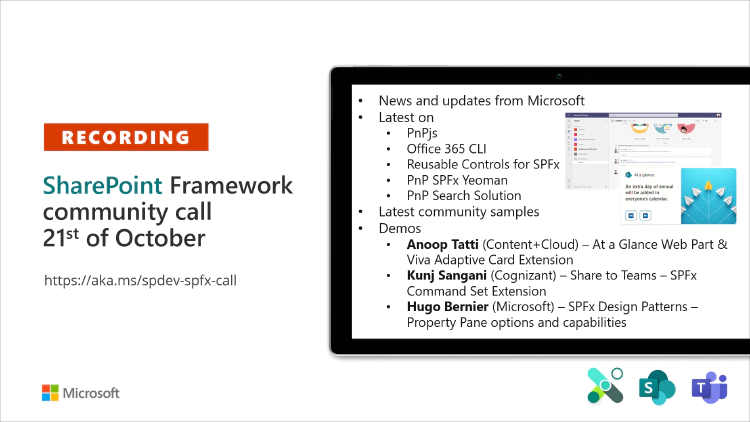 RECORDING
SharePoint Framework
community call
21st of October
https://aka.ms/spdev-spfx-call
Microsoft
• News and updates from Microsoft
• Latest on
• PnPjs
• Office 365 CLI
• Reusable Controls for SPFx
• PnP SPFx Yeoman
• PnP Search Solution
• Latest community samples
• Demos
• Anoop Tatti (Content+Cloud) – At a Glance Web Part &
Viva Adaptive Card Extension
• Kunj Sangani (Cognizant) – Share to Teams – SPFx
Command Set Extension
• Hugo Bernier (Microsoft) – SPFx Design Patterns –
Property Pane options and capabilities
At a glance
An extra day of annual
will be added in
everyone's calendar.
S
T